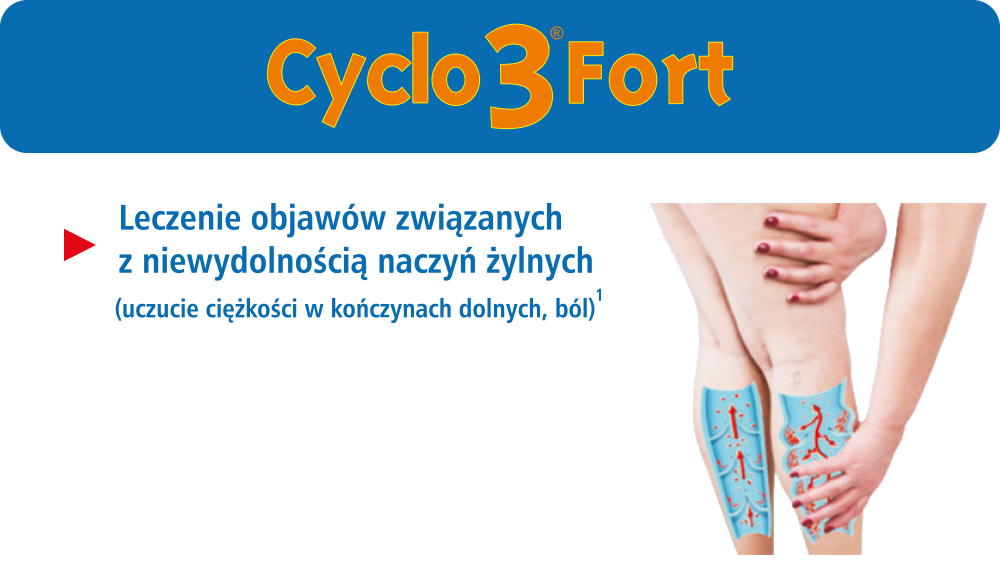 Cyclo 3® Fort
Leczenie objawów związanych
z niewydolnością naczyń żylnych
(uczucie ciężkości w kończynach dolnych, ból)¹